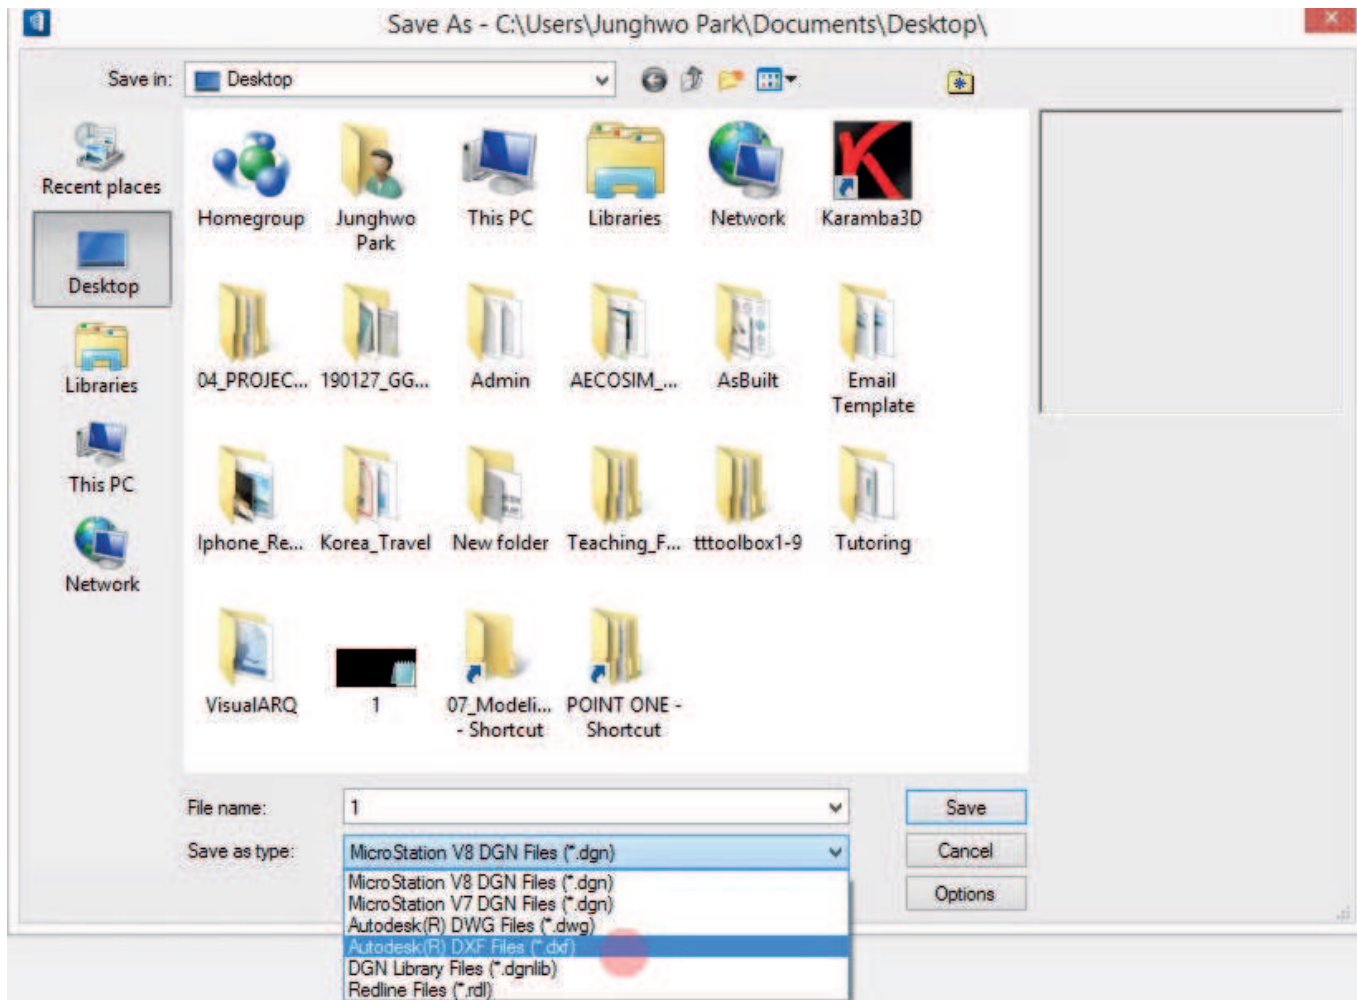 Save As - C:\Users\Junghwo Park\Documents\Desktop\
Save in:
Desktop
Recent places
Desktop
Libraries
This PC
Network
Homegroup
Junghwo
Park
This PC
Libraries
Network
Karamba3D
04_PROJEC...
190127_GG...
Admin
AECOSIM_...
AsBuilt
Email
Template
Iphone_Re...
Korea_Travel
New folder
Teaching_F...
tttoolbox1-9
Tutoring
VisualARQ
1
07_Modeli...
- Shortcut
POINT ONE -
Shortcut
File name:
1
Save
Save as type:
MicroStation V8 DGN Files (*.dgn)
Cancel
MicroStation V8 DGN Files (*.dgn)
MicroStation V7 DGN Files (*.dgn)
Options
Autodesk(R) DWG Files (*.dwg)
Autodesk(R) DXF Files (*.dxf)
DGN Library Files (*.dgnlib)
Redline Files (*.rdl)